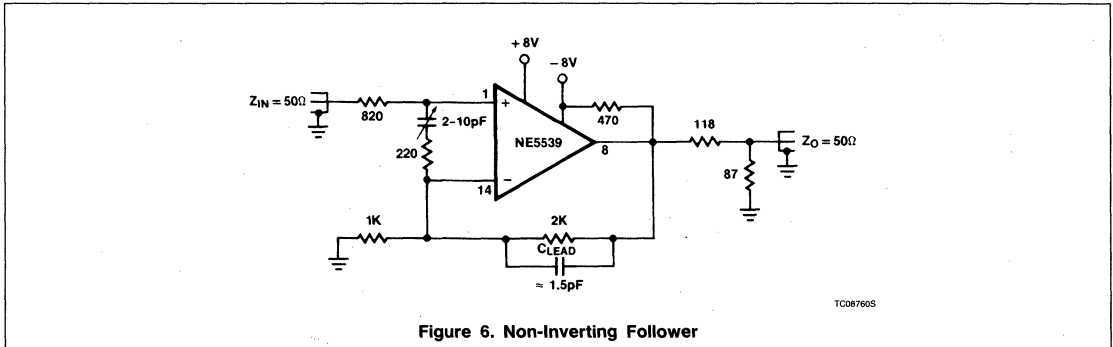 + 8V
− 8V
1
Z_IN = 50Ω
+
820
2–10pF
470
118
NE5539
Z_O = 50Ω
8
220
87
−
14
1K
2K
C_LEAD
≈ 1.5pF
TC08760S
Figure 6. Non-Inverting Follower